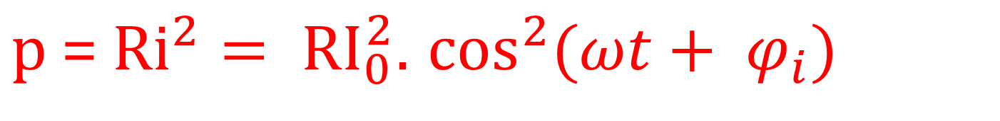 p = Ri² = RI₀². cos²(ωt + φᵢ)